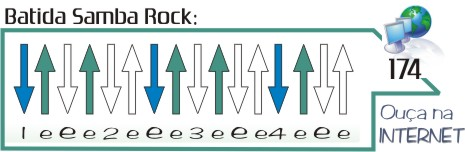 Batida Samba Rock:
174
1 e e e 2 e e e 3 e e e 4 e e e
Ouça na
INTERNET